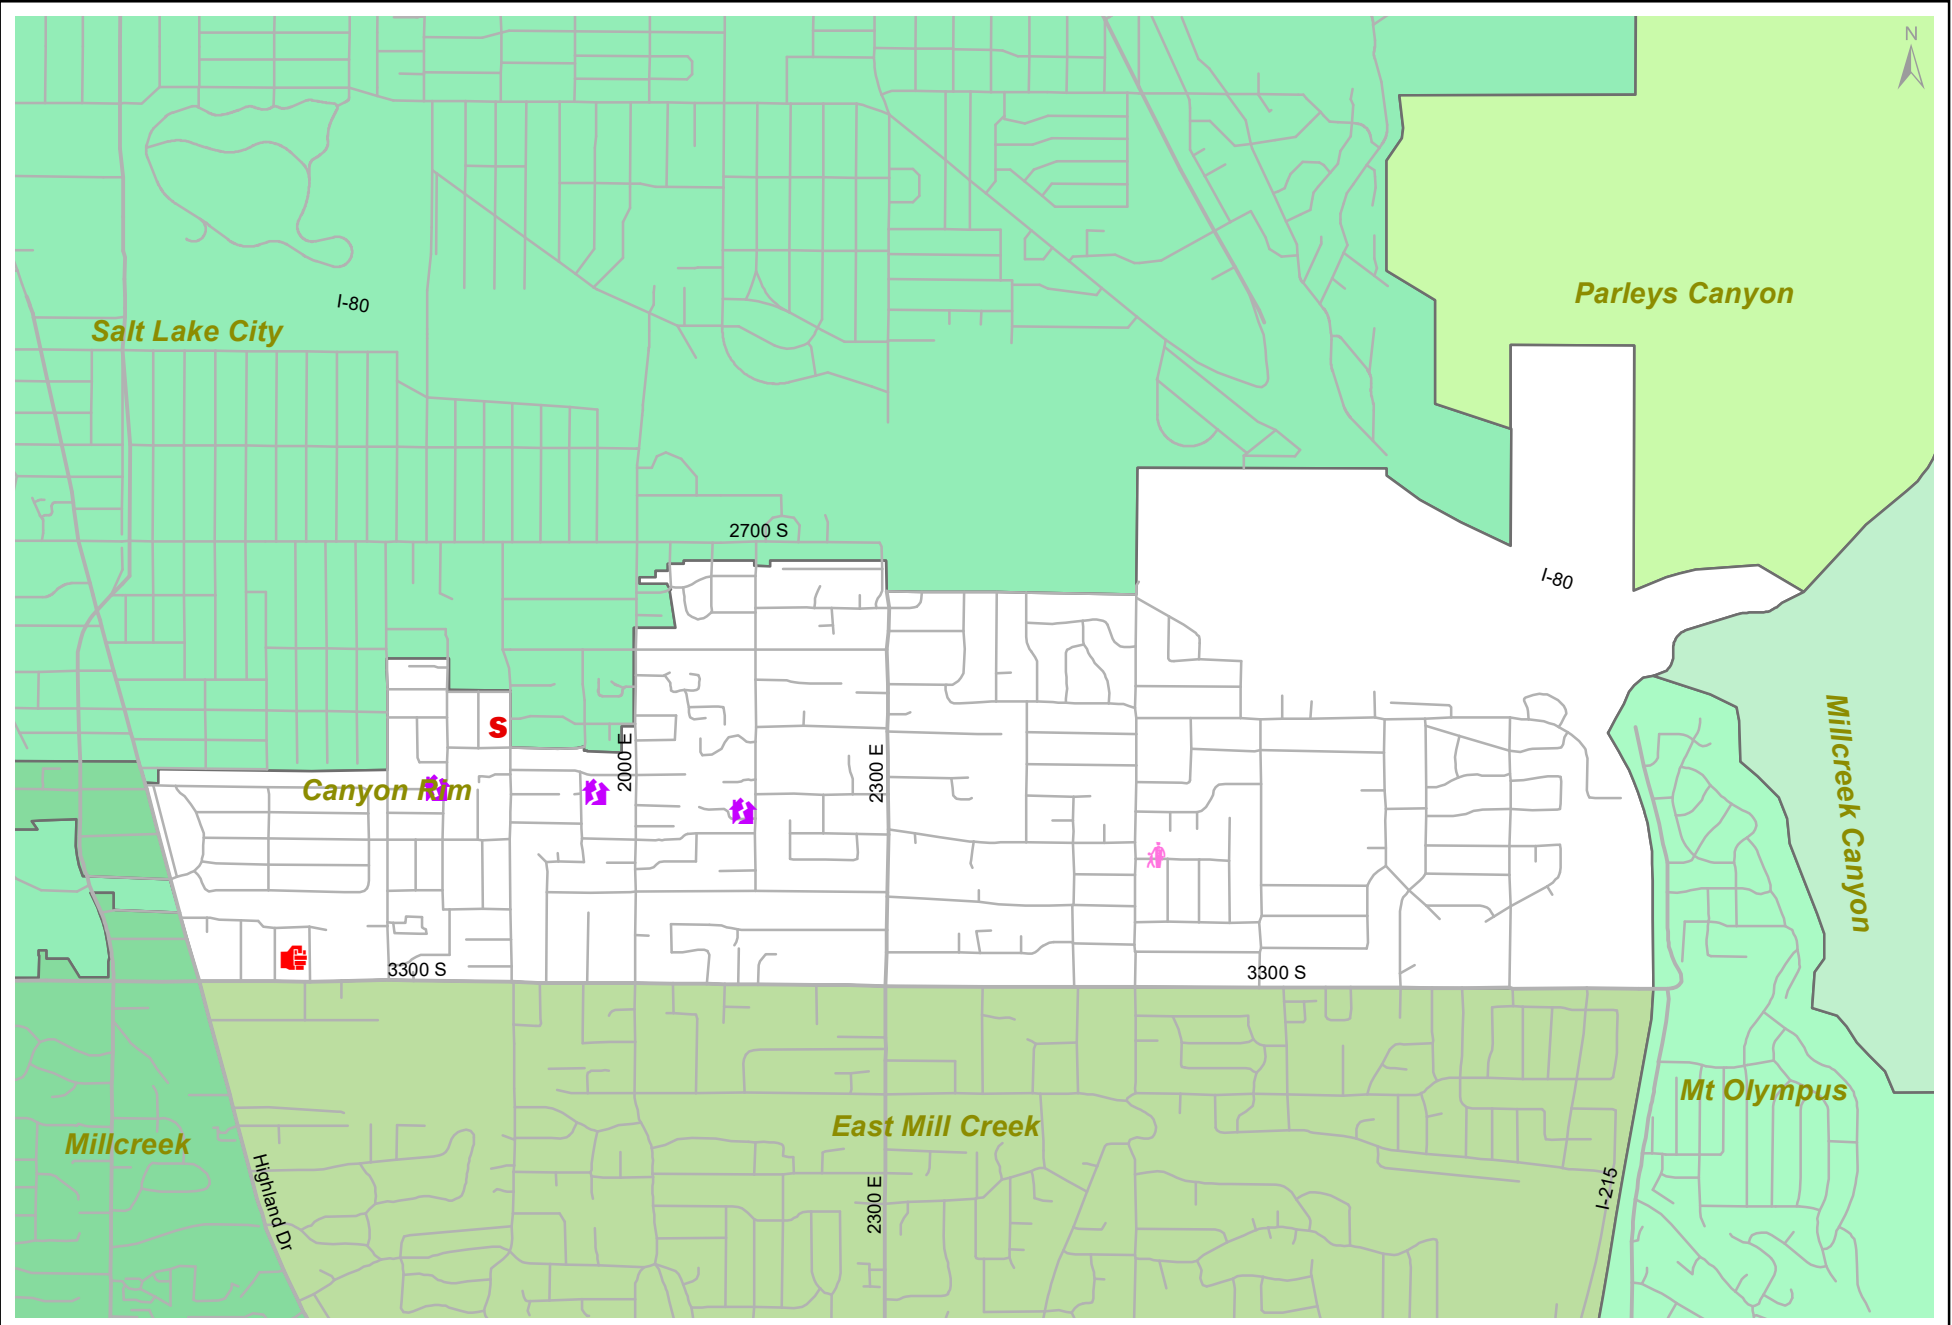 N
Parleys Canyon
I-80
Salt Lake City
2700 S
I-80
S
2000 E
2300 E
Canyon Rim
Millcreek Canyon
3300 S
3300 S
Mt Olympus
East Mill Creek
Millcreek
Highland Dr
2300 E
I-215